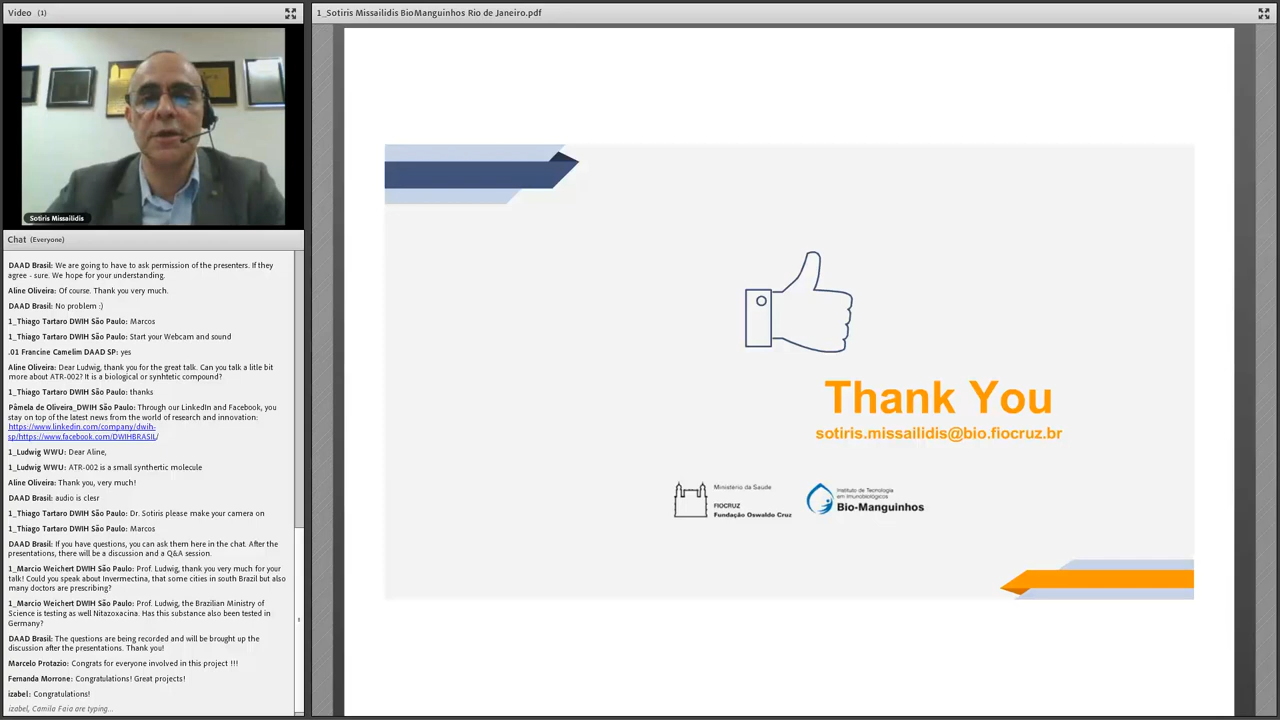 Video (1)
Sotiris Missailidis
Chat (Everyone)
DAAD Brasil: We are going to have to ask permission of the presenters. If they
agree - sure. We hope for your understanding.
Aline Oliveira: Of course. Thank you very much.
DAAD Brasil: No problem :)
1_Thiago Tartaro DWIH São Paulo: Marcos
1_Thiago Tartaro DWIH São Paulo: Start your Webcam and sound
.01 Francine Camelim DAAD SP: yes
Aline Oliveira: Dear Ludwig, thank you for the great talk. Can you talk a litle bit
more about ATR-002? It is a biological or synhtetic compound?
1_Thiago Tartaro DWIH São Paulo: thanks
Pâmela de Oliveira_DWIH São Paulo: Through our LinkedIn and Facebook, you
stay on top of the latest news from the world of research and innovation:
https://www.linkedin.com/company/dwih-
sp/https://www.facebook.com/DWIHBRASIL/
1_Ludwig WWU: Dear Aline,
1_Ludwig WWU: ATR-002 is a small synthertic molecule
Aline Oliveira: Thank you, very much!
DAAD Brasil: audio is clesr
1_Thiago Tartaro DWIH São Paulo: Dr. Sotiris please make your camera on
1_Thiago Tartaro DWIH São Paulo: Marcos
DAAD Brasil: If you have questions, you can ask them here in the chat. After the
presentations, there will be a discussion and a Q&A session.
1_Marcio Weichert DWIH São Paulo: Prof. Ludwig, thank you very much for your
talk! Could you speak about Invermectina, that some cities in south Brazil but also
many doctors are prescribing?
1_Marcio Weichert DWIH São Paulo: Prof. Ludwig, the Brazilian Ministry of
Science is testing as well Nitazoxacina. Has this substance also been tested in
Germany?
DAAD Brasil: The questions are being recorded and will be brought up the
discussion after the presentations. Thank you!
Marcelo Protazio: Congrats for everyone involved in this project !!!
Fernanda Morrone: Congratulations! Great projects!
izabel: Congratulations!
izabel, Camila Faia are typing...
1_Sotiris Missailidis BioManguinhos Rio de Janeiro.pdf
Thank You
sotiris.missailidis@bio.fiocruz.br
Ministério da Saúde
FIOCRUZ
Fundação Oswaldo Cruz
Instituto de Tecnologia
em Imunobiológicos
Bio-Manguinhos